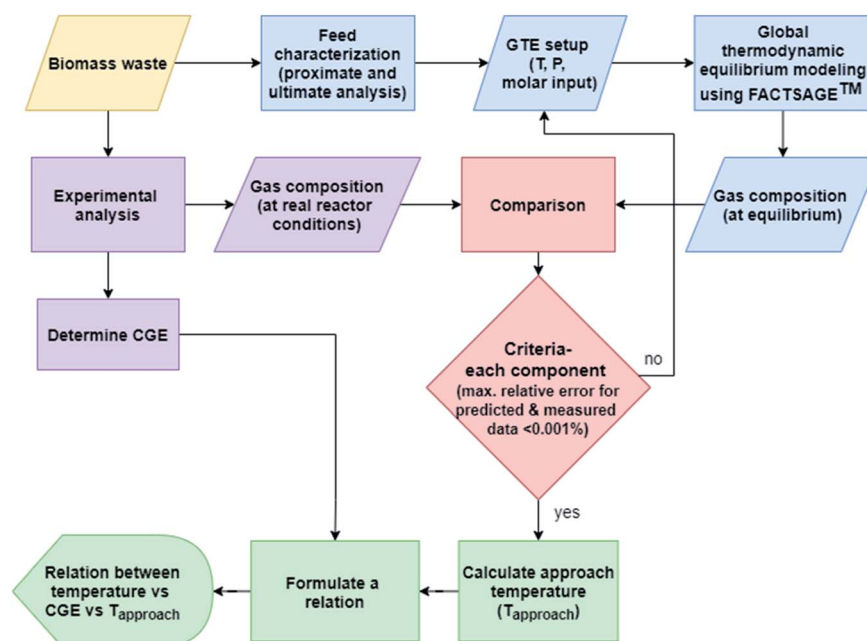 Biomass waste
Feed
characterization
(proximate and
ultimate analysis)
GTE setup
(T, P,
molar input)
Global
thermodynamic
equilibrium modeling
using FACTSAGE™
Experimental
analysis
Gas composition
(at real reactor
conditions)
Comparison
Gas composition
(at equilibrium)
Determine CGE
Criteria-
each component
(max. relative error for
predicted & measured
data <0.001%)
no
yes
Relation between
temperature vs
CGE vs Tapproach
Formulate a
relation
Calculate approach
temperature
(Tapproach)